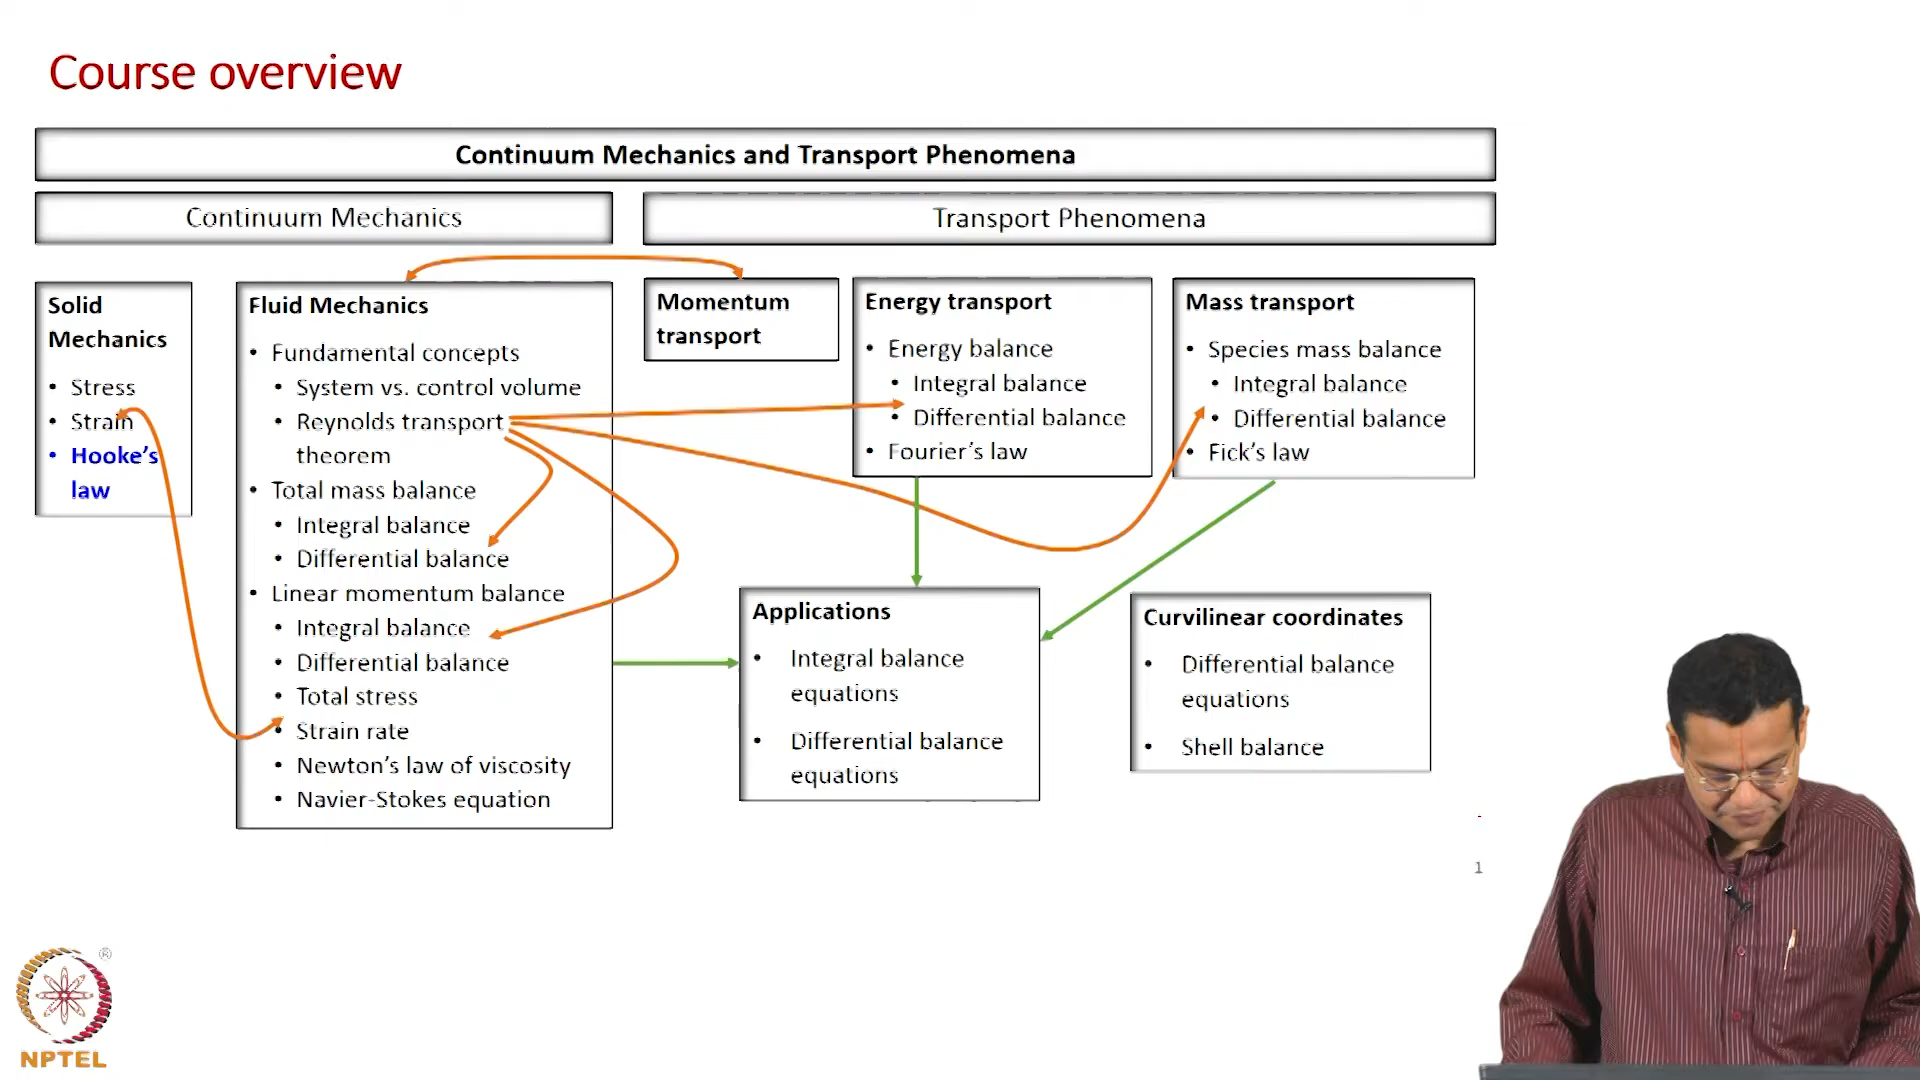 Course overview
Continuum Mechanics and Transport Phenomena
Continuum Mechanics
Transport Phenomena
Solid
Mechanics
• Stress
• Strain
• Hooke's
law
Fluid Mechanics
• Fundamental concepts
• System vs. control volume
• Reynolds transport
theorem
• Total mass balance
• Integral balance
• Differential balance
• Linear momentum balance
• Integral balance
• Differential balance
• Total stress
• Strain rate
• Newton's law of viscosity
• Navier-Stokes equation
Momentum
transport
Energy transport
• Energy balance
• Integral balance
• Differential balance
• Fourier's law
Mass transport
• Species mass balance
• Integral balance
• Differential balance
• Fick's law
Applications
• Integral balance
equations
• Differential balance
equations
Curvilinear coordinates
• Differential balance
equations
• Shell balance
1
®
NPTEL